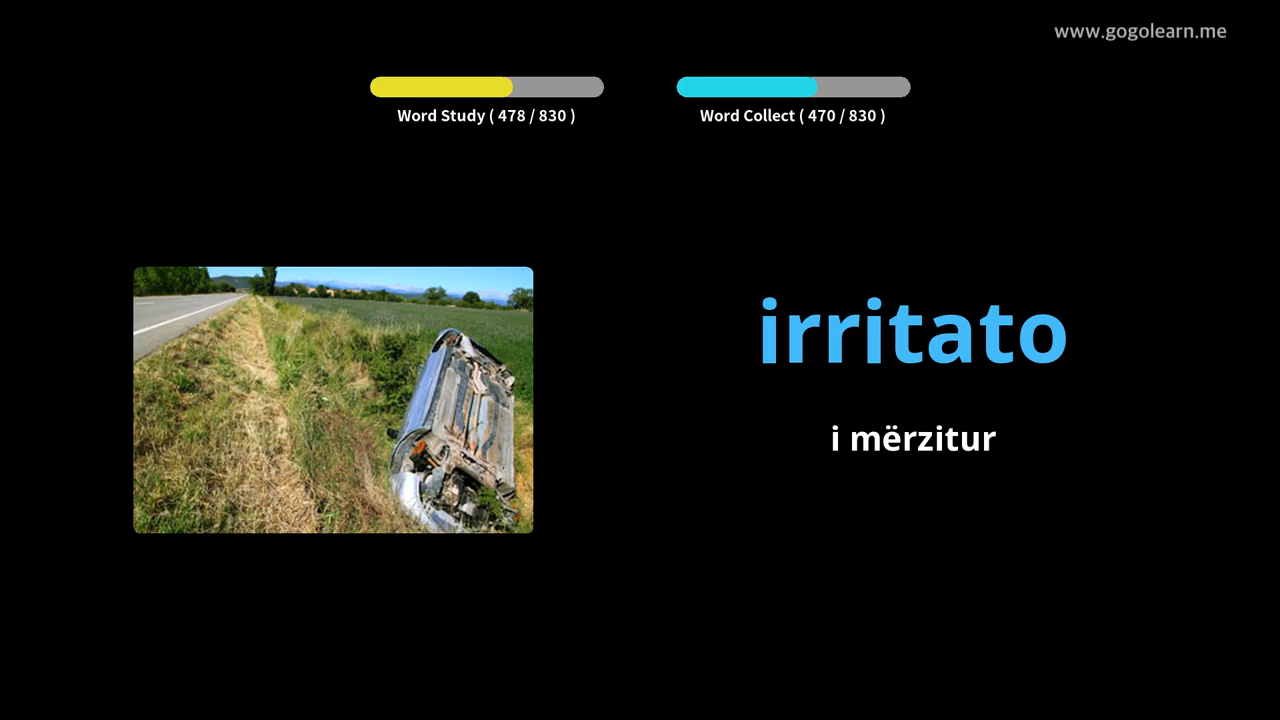 www.gogolearn.me
Word Study ( 478 / 830 )
Word Collect ( 470 / 830 )
irritato
i mërzitur